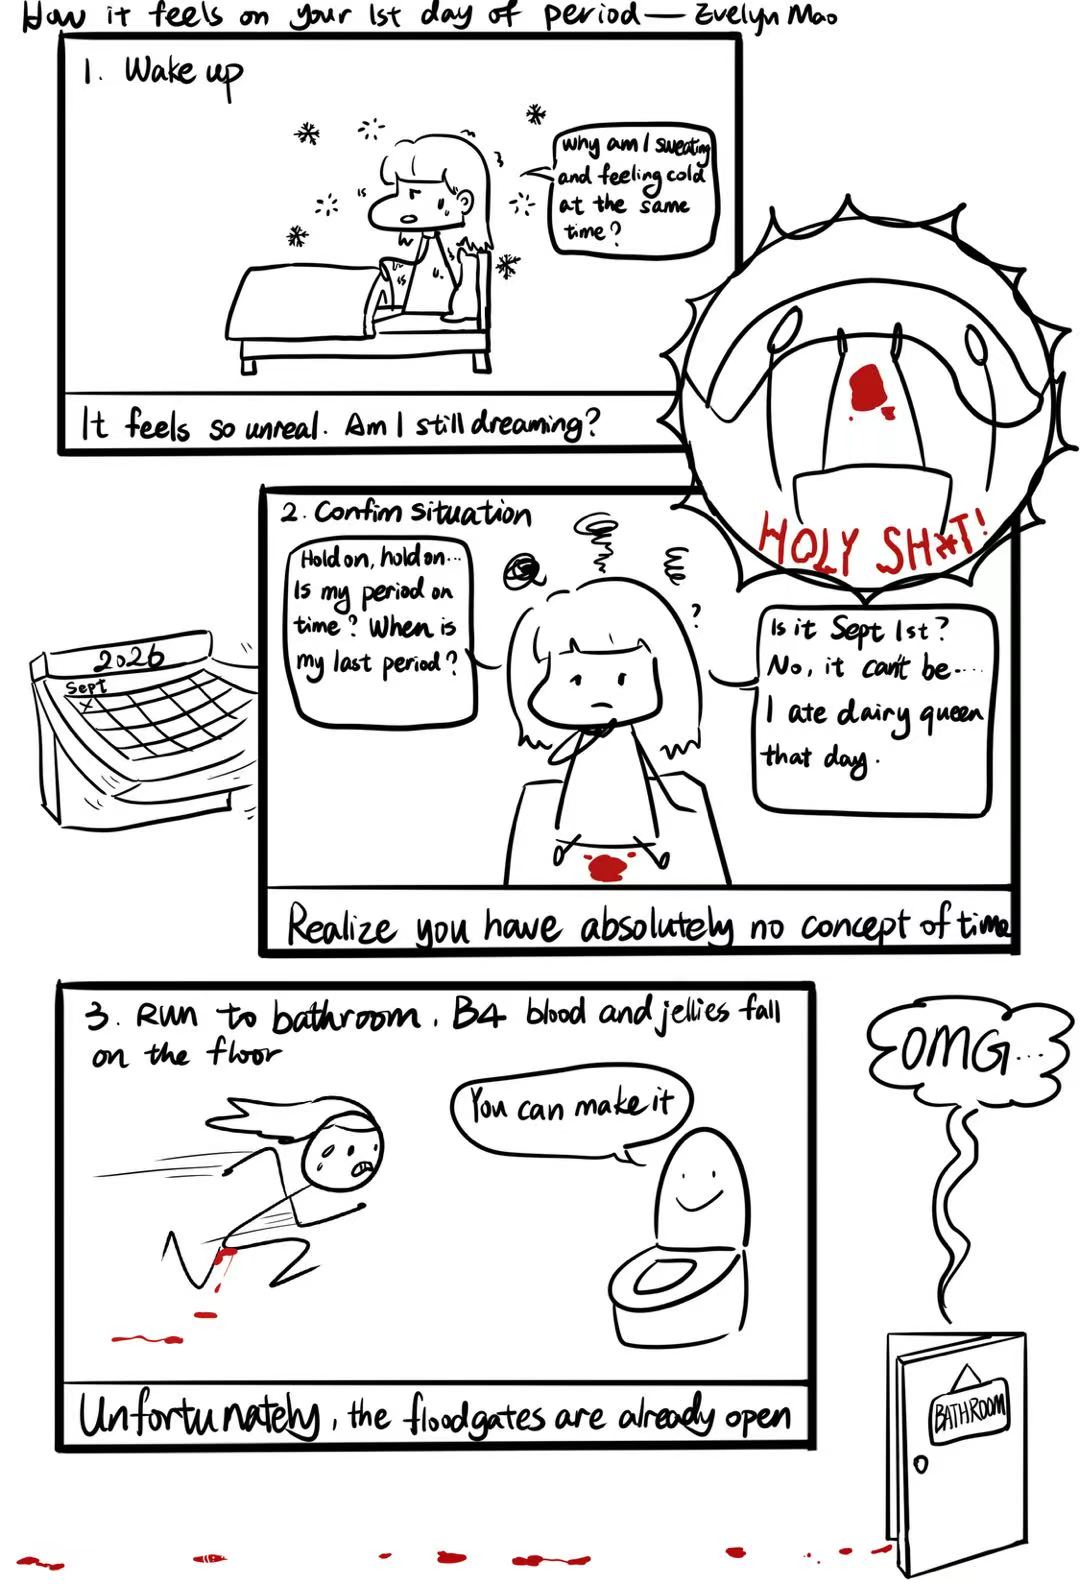 How it feels on your 1st day of period — Evelyn Mao
1. Wake up
Why am I sweating
and feeling cold
at the same
time?
It feels so unreal. Am I still dreaming?
HOLY SH*T!
2. Confim situation
Hold on, hold on...
Is my period on
time? When is
my last period?
?
Is it Sept 1st?
No, it can't be....
I ate dairy queen
that day.
2026
Sept
X
Realize you have absolutely no concept of time
3. Run to bathroom, B4 blood and jellies fall
on the floor
You can make it
Unfortunately, the floodgates are already open
OMG...
BATHROOM